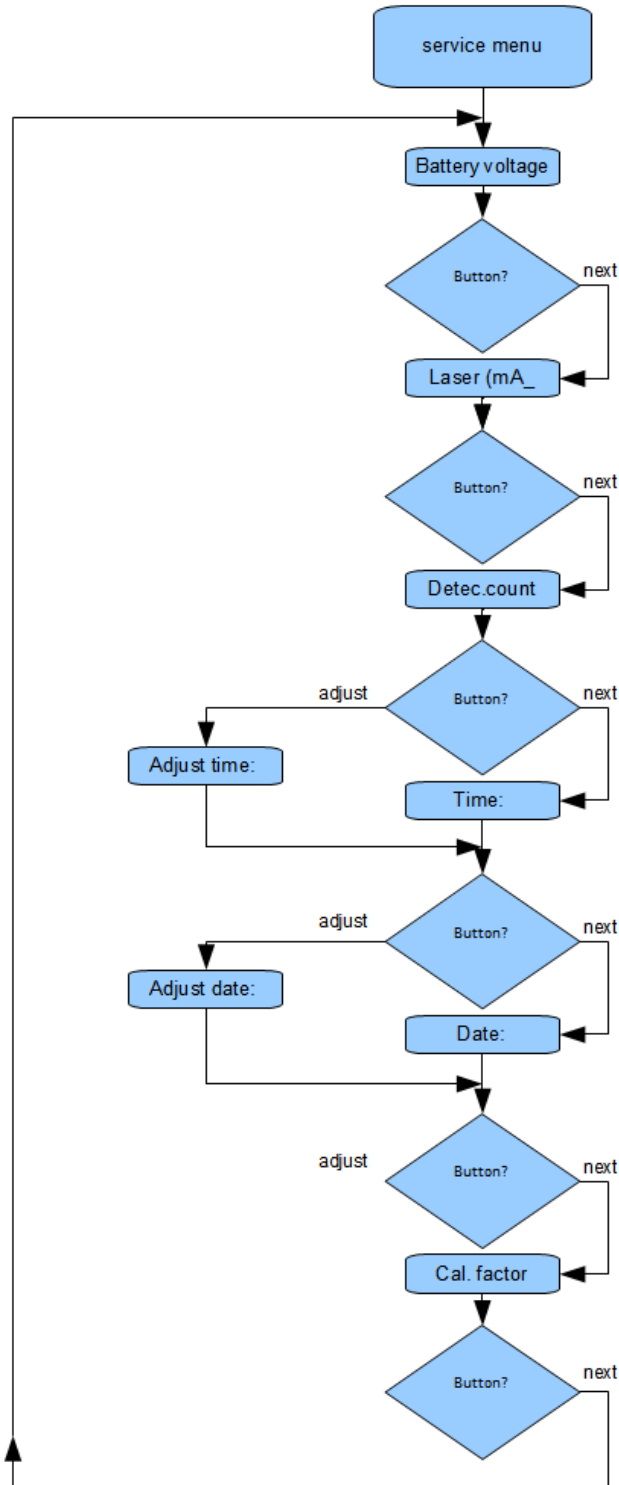 service menu
Battery voltage
Button?
next
Laser (mA_
Button?
next
Detec.count
Button?
adjust
next
Adjust time:
Time:
Button?
adjust
next
Adjust date:
Date:
Button?
adjust
next
Cal. factor
Button?
next